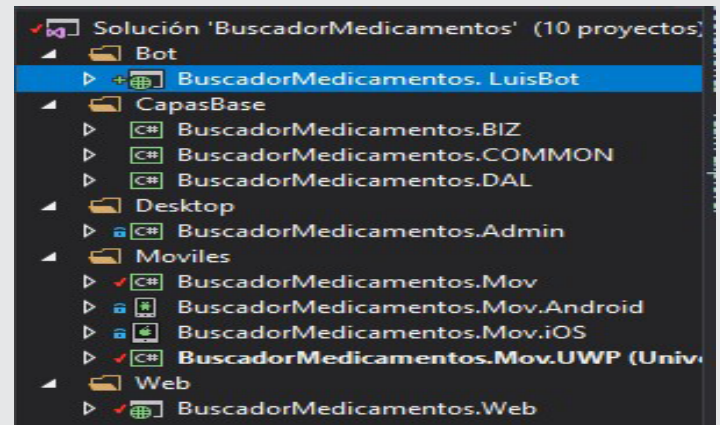 Solución 'BuscadorMedicamentos' (10 proyectos)
Bot
BuscadorMedicamentos. LuisBot
CapasBase
C# BuscadorMedicamentos.BIZ
C# BuscadorMedicamentos.COMMON
C# BuscadorMedicamentos.DAL
Desktop
C# BuscadorMedicamentos.Admin
Moviles
C# BuscadorMedicamentos.Mov
BuscadorMedicamentos.Mov.Android
BuscadorMedicamentos.Mov.iOS
C# BuscadorMedicamentos.Mov.UWP (Unive
Web
BuscadorMedicamentos.Web